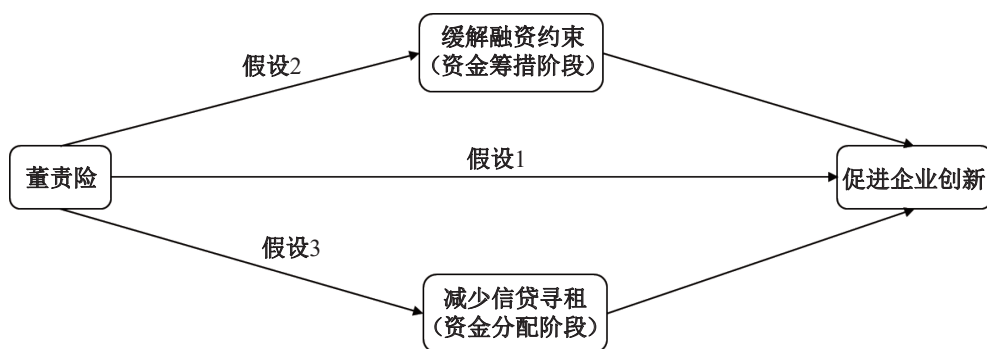 缓解融资约束
（资金筹措阶段）
假设2
董责险
假设1
促进企业创新
假设3
减少信贷寻租
（资金分配阶段）